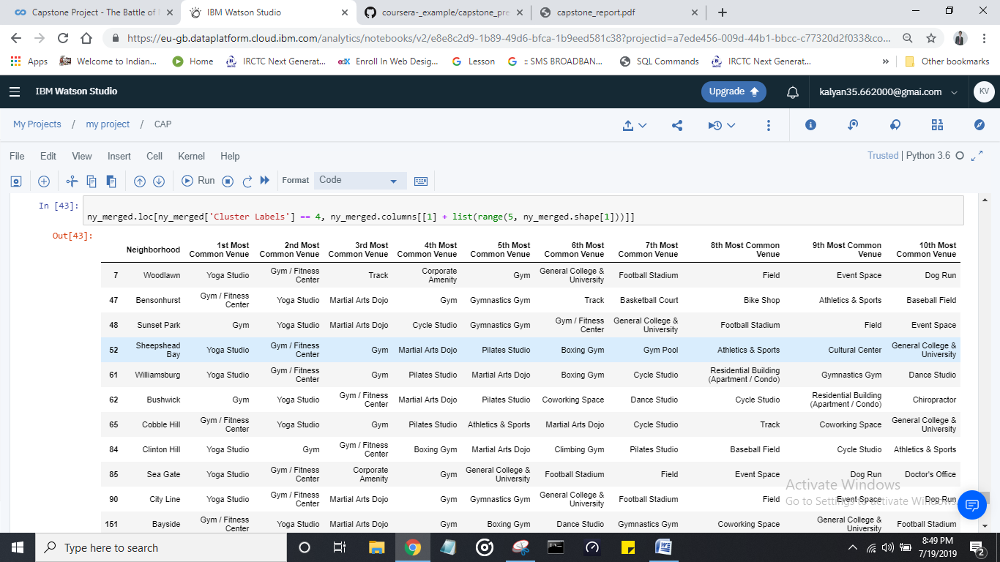 Capstone Project - The Battle of
IBM Watson Studio
coursera-_example/capstone_pre
capstone_report.pdf
https://eu-gb.dataplatform.cloud.ibm.com/analytics/notebooks/v2/e8e8c2d9-1b89-49d6-bfca-1b9eed581c38?projectid=a7ede456-009d-44b1-bbcc-c77320d2f033&co...
Apps
Welcome to Indian...
Home
IRCTC Next Generat...
Enroll In Web Desig...
Lesson
:: SMS BROADBAN...
SQL Commands
IRCTC Next Generat...
»
Other bookmarks
IBM Watson Studio
Upgrade
kalyan35.662000@gmai.com
KV
My Projects / my project / CAP
File Edit View Insert Cell Kernel Help
Trusted | Python 3.6
Run
Format
Code
In [43]:
ny_merged.loc[ny_merged['Cluster Labels'] == 4, ny_merged.columns[[1] + list(range(5, ny_merged.shape[1]))]]
Out[43]:
Neighborhood 1st Most Common Venue 2nd Most Common Venue 3rd Most Common Venue 4th Most Common Venue 5th Most Common Venue 6th Most Common Venue 7th Most Common Venue 8th Most Common Venue 9th Most Common Venue 10th Most Common Venue
7 Woodlawn Yoga Studio Gym / Fitness Center Track Corporate Amenity Gym General College & University Football Stadium Field Event Space Dog Run
47 Bensonhurst Gym / Fitness Center Yoga Studio Martial Arts Dojo Gym Gymnastics Gym Track Basketball Court Bike Shop Athletics & Sports Baseball Field
48 Sunset Park Gym Yoga Studio Martial Arts Dojo Cycle Studio Gymnastics Gym Gym / Fitness Center General College & University Football Stadium Field Event Space
52 Sheepshead Bay Yoga Studio Gym / Fitness Center Gym Martial Arts Dojo Pilates Studio Boxing Gym Gym Pool Athletics & Sports Cultural Center General College & University
61 Williamsburg Yoga Studio Gym / Fitness Center Gym Pilates Studio Martial Arts Dojo Boxing Gym Cycle Studio Residential Building (Apartment / Condo) Gymnastics Gym Dance Studio
62 Bushwick Gym Yoga Studio Gym / Fitness Center Martial Arts Dojo Pilates Studio Coworking Space Dance Studio Cycle Studio Residential Building (Apartment / Condo) Chiropractor
65 Cobble Hill Gym / Fitness Center Yoga Studio Gym Pilates Studio Athletics & Sports Martial Arts Dojo Cycle Studio Track Coworking Space General College & University
84 Clinton Hill Yoga Studio Gym Gym / Fitness Center Boxing Gym Martial Arts Dojo Climbing Gym Pilates Studio Baseball Field Cycle Studio Athletics & Sports
85 Sea Gate Yoga Studio Gym / Fitness Center Corporate Amenity Gym General College & University Football Stadium Field Event Space Dog Run Doctor's Office
90 City Line Yoga Studio Gym / Fitness Center Martial Arts Dojo Gym Gymnastics Gym General College & University Football Stadium Field Event Space Dog Run
151 Bayside Gym / Fitness Center Yoga Studio Martial Arts Dojo Gym Boxing Gym Dance Studio Gymnastics Gym Coworking Space General College & University Football Stadium
Activate Windows
Go to Settings to activate Windows.
Type here to search
8:49 PM
7/19/2019
2